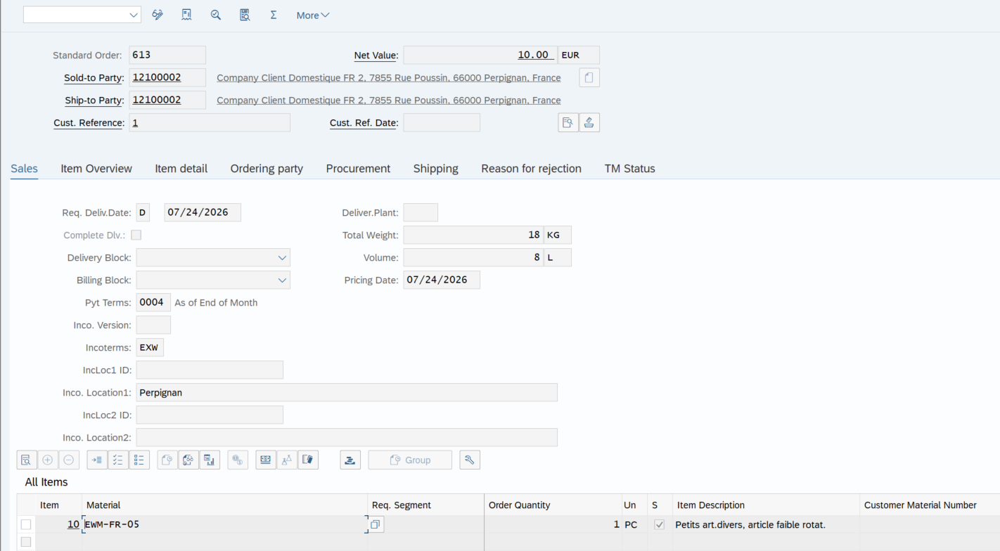 More
Standard Order: 613 Net Value: 10.00 EUR
Sold-to Party: 12100002 Company Client Domestique FR 2, 7855 Rue Poussin, 66000 Perpignan, France
Ship-to Party: 12100002 Company Client Domestique FR 2, 7855 Rue Poussin, 66000 Perpignan, France
Cust. Reference: 1 Cust. Ref. Date:
Sales Item Overview Item detail Ordering party Procurement Shipping Reason for rejection TM Status
Req. Deliv.Date: D 07/24/2026 Deliver.Plant:
Complete Dlv.: Total Weight: 18 KG
Delivery Block: Volume: 8 L
Billing Block: Pricing Date: 07/24/2026
Pyt Terms: 0004 As of End of Month
Inco. Version:
Incoterms: EXW
IncLoc1 ID:
Inco. Location1: Perpignan
IncLoc2 ID:
Inco. Location2:
Group
All Items
Item Material Req. Segment Order Quantity Un S Item Description Customer Material Number
10 EWM-FR-05 1 PC Petits art.divers, article faible rotat.